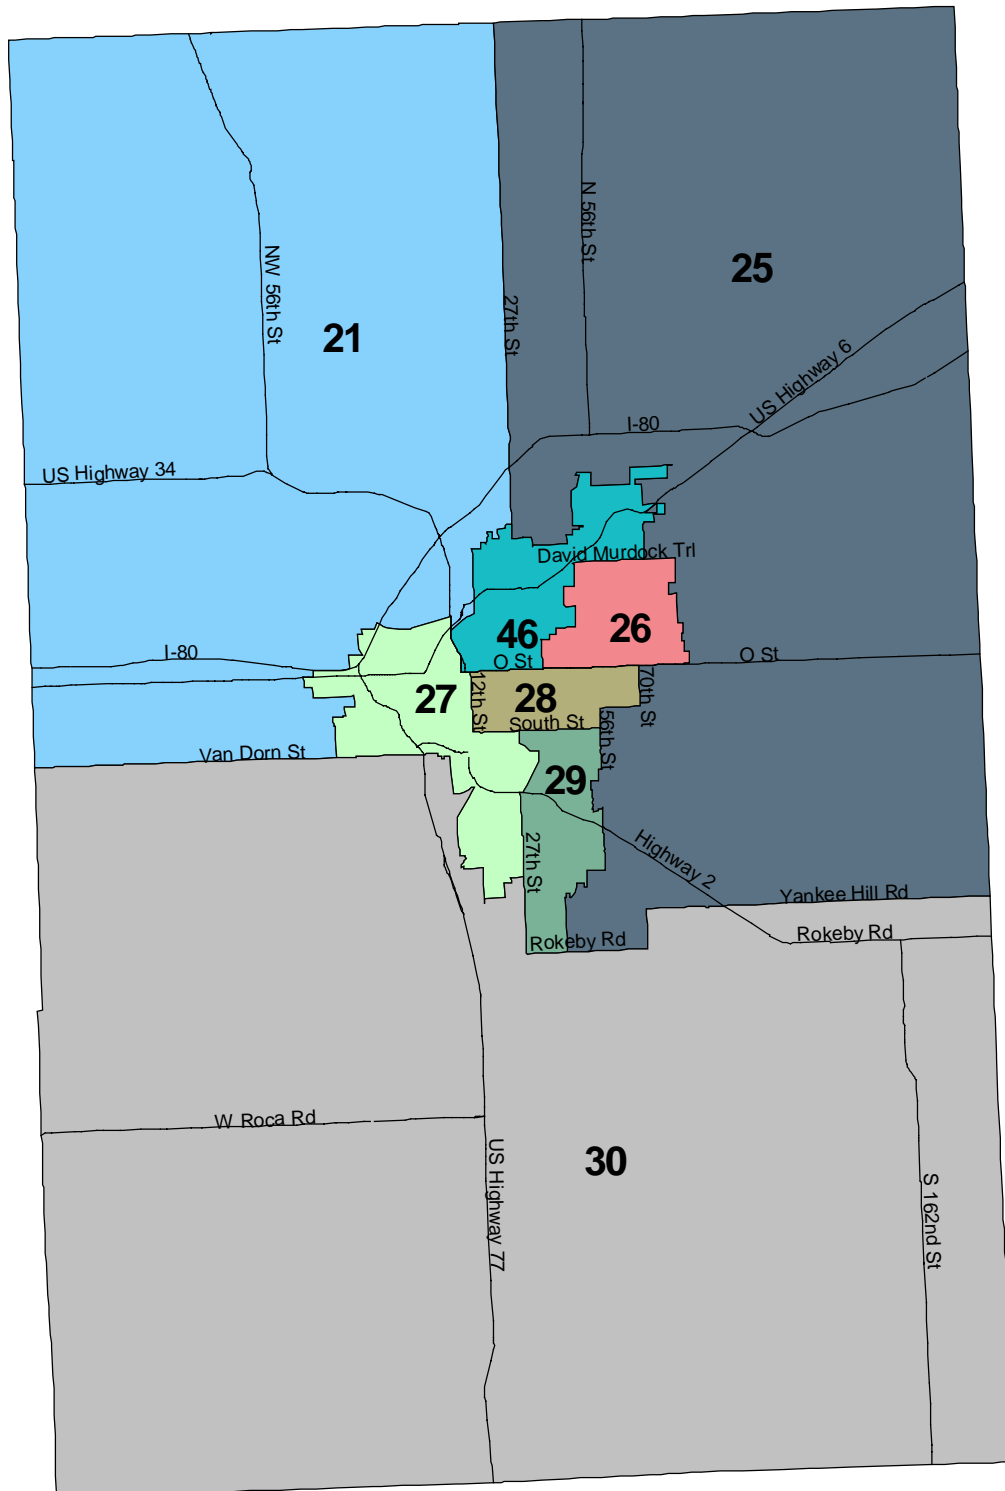 N 56th St
25
NW 56th St
27th St
21
US Highway 6
I-80
US Highway 34
David Murdock Trl
46
26
I-80
O St
O St
27
12th St
28
70th St
South St
56th St
Van Dorn St
29
27th St
Highway 2
Yankee Hill Rd
Rokeby Rd
Rokeby Rd
W Roca Rd
US Highway 77
30
S 162nd St